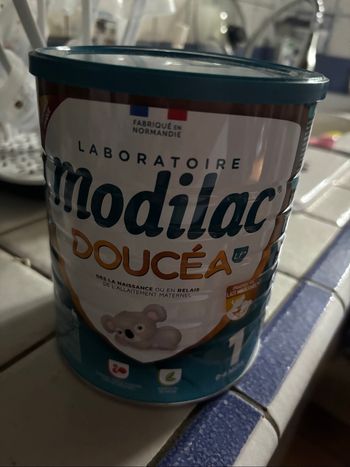 FABRIQUÉ EN
NORMANDIE
LABORATOIRE
modilac
DOUCÉA
DÈS LA NAISSANCE OU EN RELAIS
DE L'ALLAITEMENT MATERNEL
1